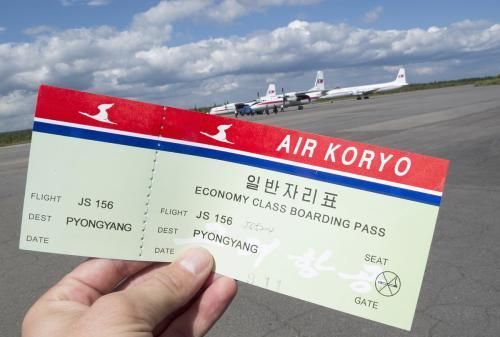 AIR KORYO
일반자리표
ECONOMY CLASS BOARDING PASS
FLIGHT JS 156
DEST PYONGYANG
DATE
FLIGHT JS 156
DEST PYONGYANG
DATE
SEAT
GATE